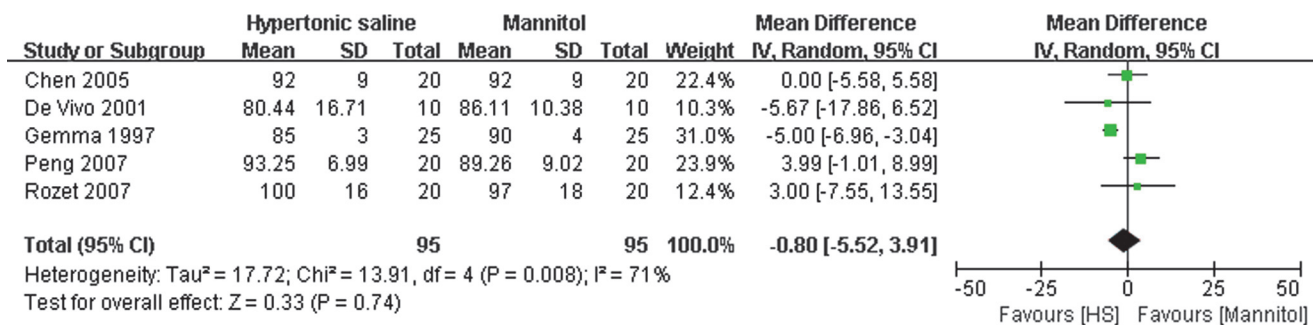 Hypertonic saline Mannitol Mean Difference Mean Difference
Study or Subgroup Mean SD Total Mean SD Total Weight IV, Random, 95% CI IV, Random, 95% CI
Chen 2005 92 9 20 92 9 20 22.4% 0.00 [-5.58, 5.58]
De Vivo 2001 80.44 16.71 10 86.11 10.38 10 10.3% -5.67 [-17.86, 6.52]
Gemma 1997 85 3 25 90 4 25 31.0% -5.00 [-6.96, -3.04]
Peng 2007 93.25 6.99 20 89.26 9.02 20 23.9% 3.99 [-1.01, 8.99]
Rozet 2007 100 16 20 97 18 20 12.4% 3.00 [-7.55, 13.55]
Total (95% CI) 95 95 100.0% -0.80 [-5.52, 3.91]
Heterogeneity: Tau² = 17.72; Chi² = 13.91, df = 4 (P = 0.008); I² = 71%
Test for overall effect: Z = 0.33 (P = 0.74)
-50 -25 0 25 50
Favours [HS] Favours [Mannitol]